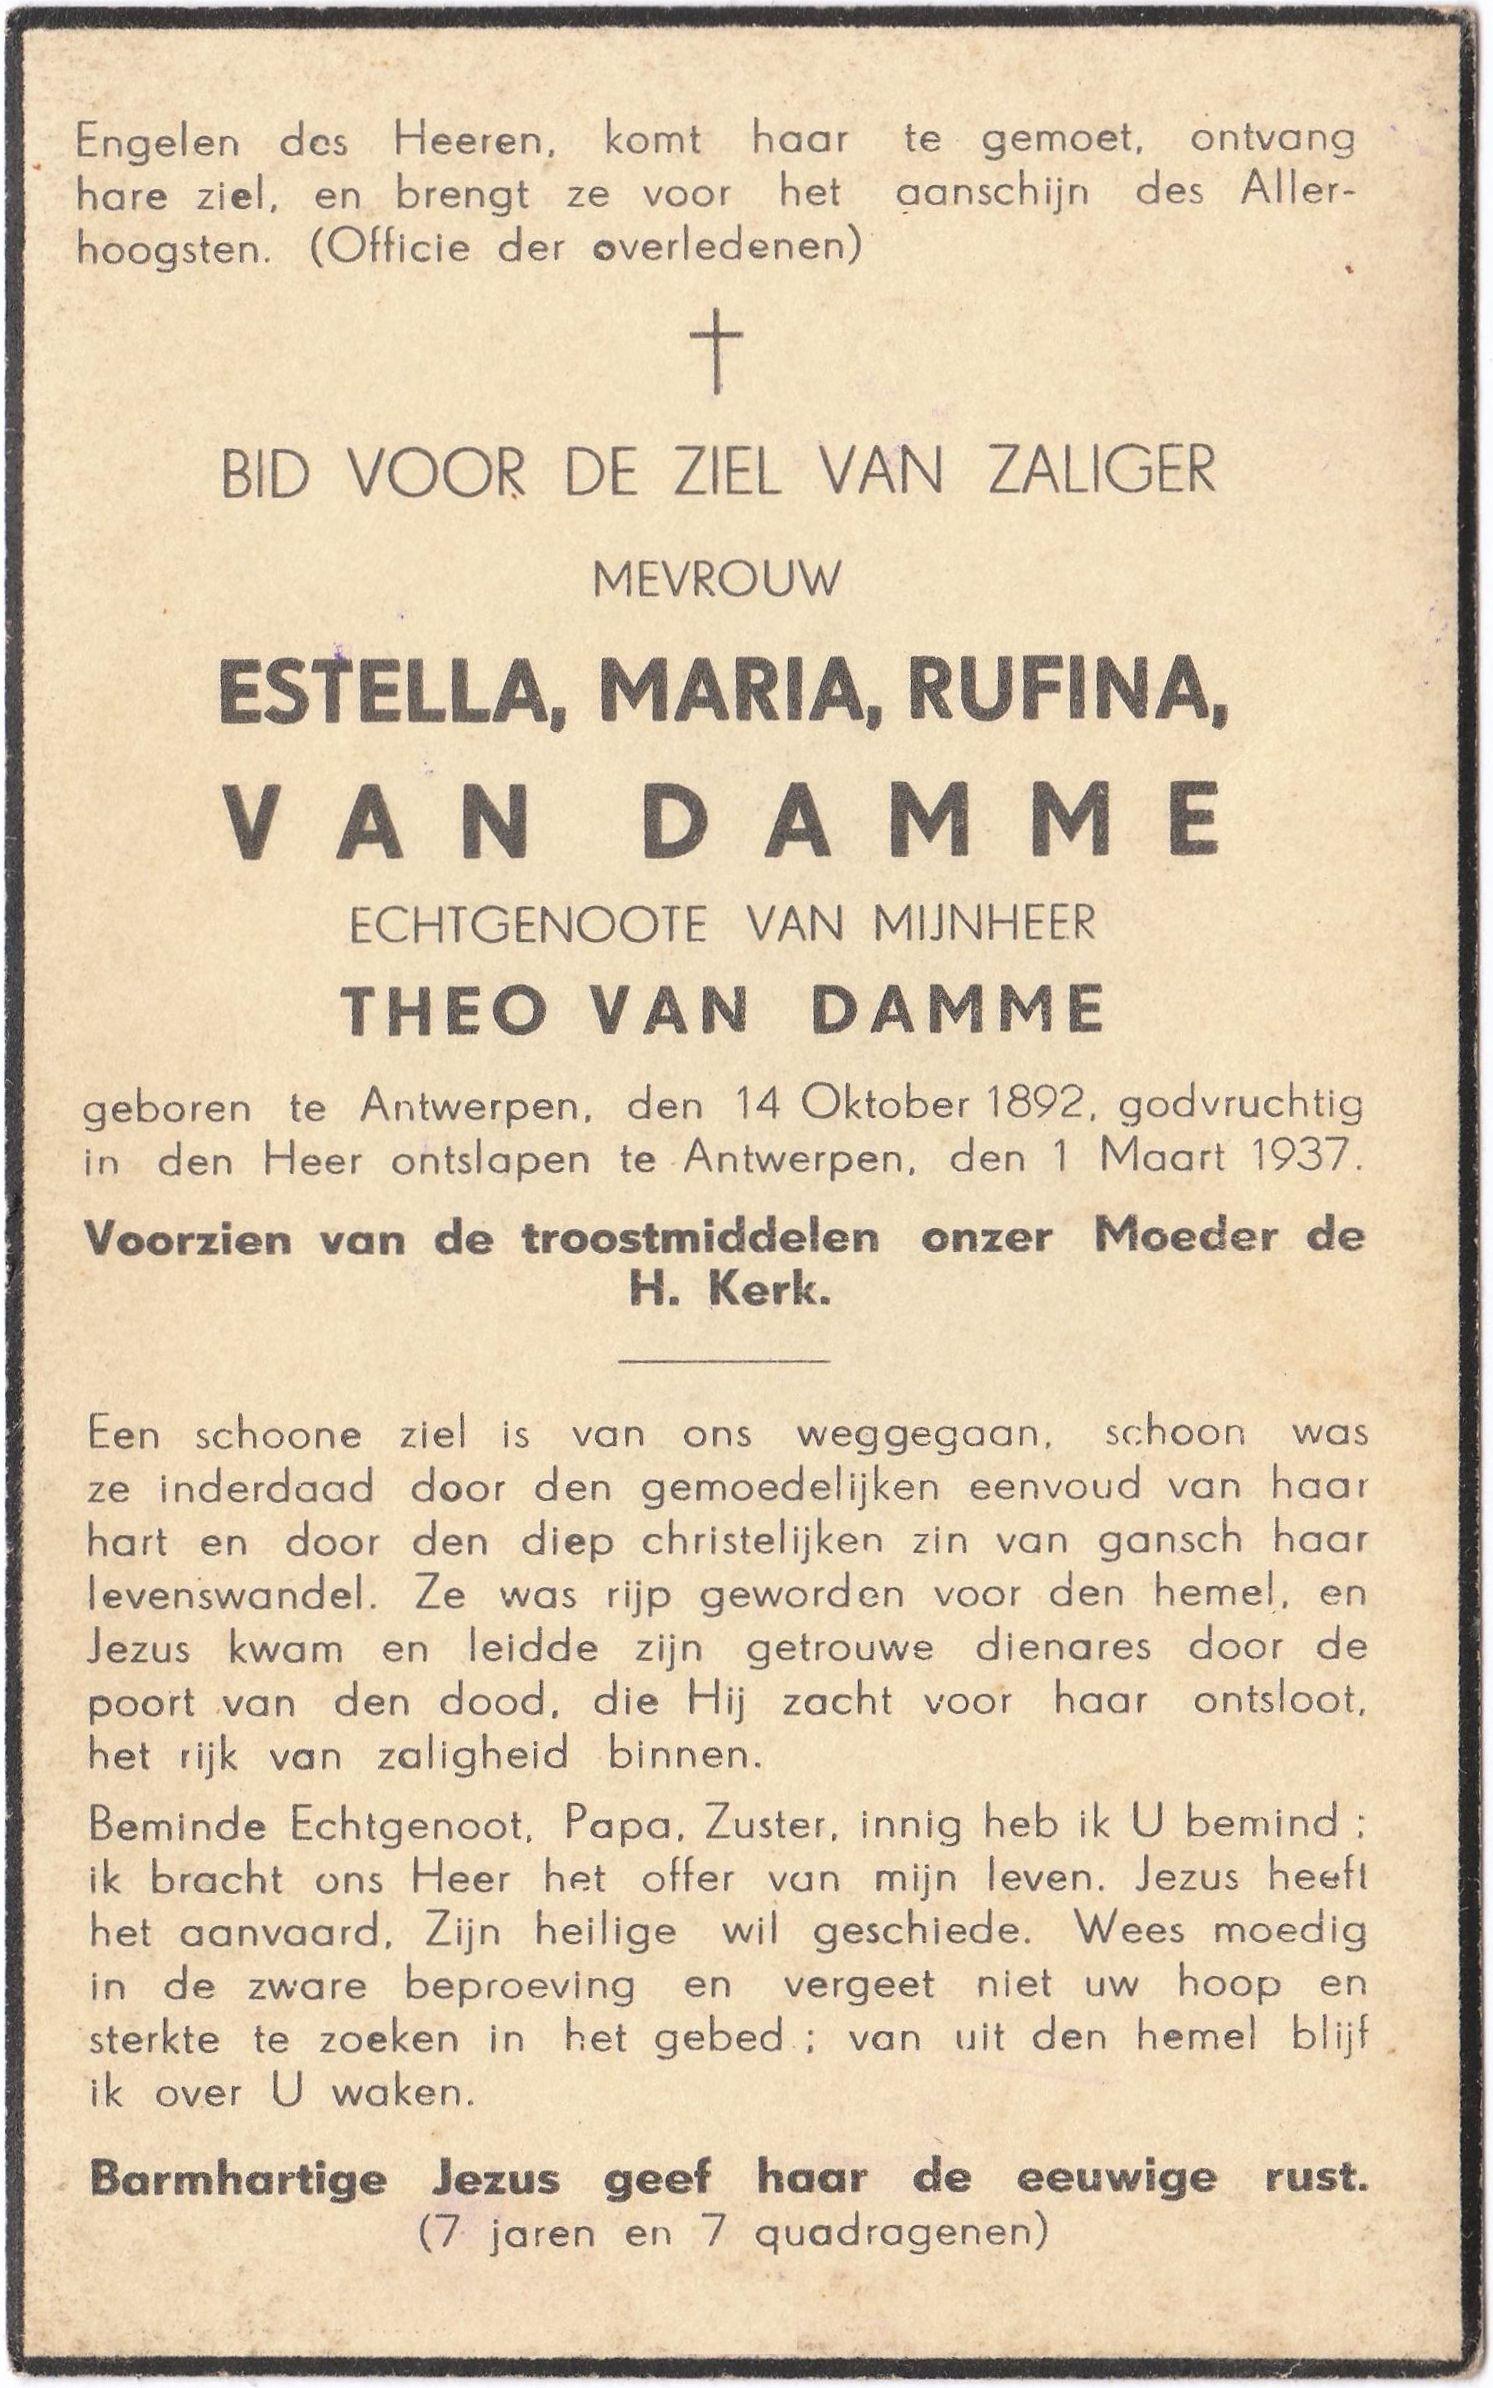 Engelen des Heeren, komt haar te gemoet, ontvang
hare ziel, en brengt ze voor het aanschijn des Aller-
hoogsten. (Officie der overledenen)
BID VOOR DE ZIEL VAN ZALIGER
MEVROUW
ESTELLA, MARIA, RUFINA,
VAN DAMME
ECHTGENOOTE VAN MIJNHEER
THEO VAN DAMME
geboren te Antwerpen, den 14 Oktober 1892, godvruchtig
in den Heer ontslapen te Antwerpen, den 1 Maart 1937.
Voorzien van de troostmiddelen onzer Moeder de
H. Kerk.
Een schoone ziel is van ons weggegaan, schoon was
ze inderdaad door den gemoedelijken eenvoud van haar
hart en door den diep christelijken zin van gansch haar
levenswandel. Ze was rijp geworden voor den hemel, en
Jezus kwam en leidde zijn getrouwe dienares door de
poort van den dood, die Hij zacht voor haar ontsloot,
het rijk van zaligheid binnen.
Beminde Echtgenoot, Papa, Zuster, innig heb ik U bemind ;
ik bracht ons Heer het offer van mijn leven. Jezus heeft
het aanvaard, Zijn heilige wil geschiede. Wees moedig
in de zware beproeving en vergeet niet uw hoop en
sterkte te zoeken in het gebed ; van uit den hemel blijf
ik over U waken.
Barmhartige Jezus geef haar de eeuwige rust.
(7 jaren en 7 quadragenen)